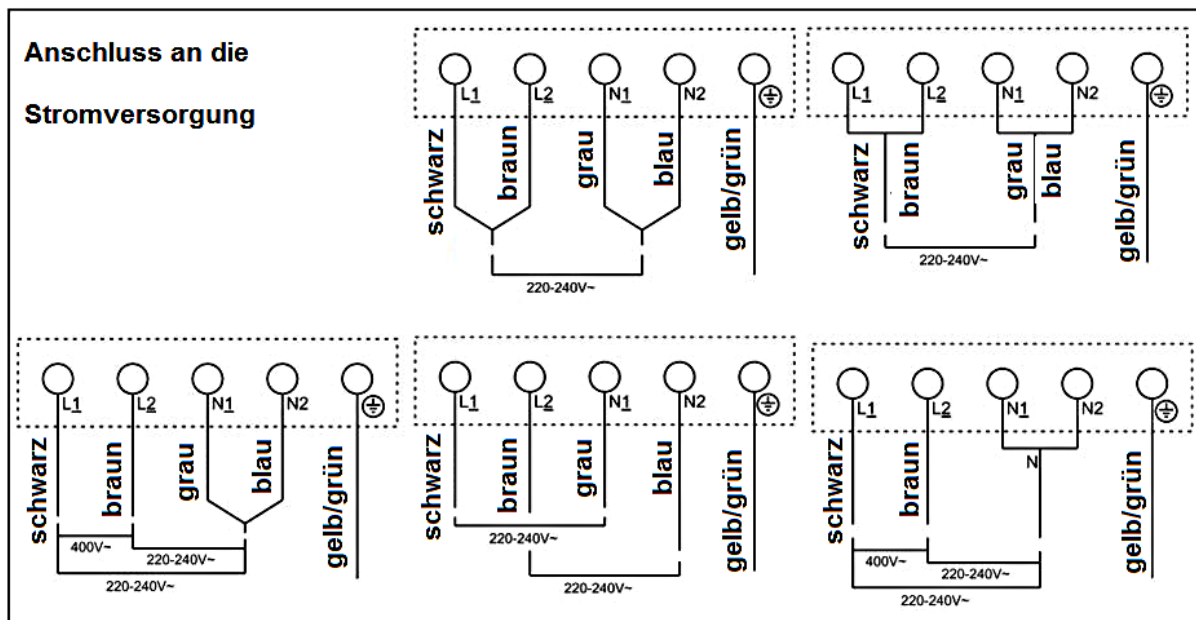 Anschluss an die
Stromversorgung
L1 L2 N1 N2
schwarz braun grau blau gelb/grün
220-240V~
L1 L2 N1 N2
schwarz braun grau blau gelb/grün
220-240V~
L1 L2 N1 N2
schwarz braun grau blau gelb/grün
400V~
220-240V~
220-240V~
L1 L2 N1 N2
schwarz braun grau blau gelb/grün
220-240V~
220-240V~
L1 L2 N1 N2
N
schwarz braun gelb/grün
400V~
220-240V~
220-240V~